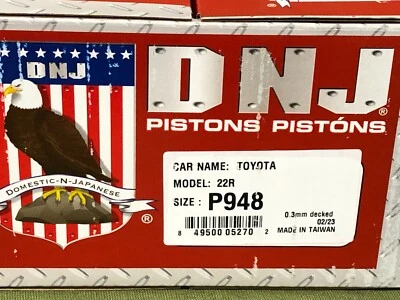 DNJ
DOMESTIC-N-JAPANESE
®
DNJ
PISTONS PISTÓNS
®
CAR NAME: TOYOTA
MODEL: 22R
SIZE: P948
0.3mm decked
02/23
8 49500 05270 2
MADE IN TAIWAN